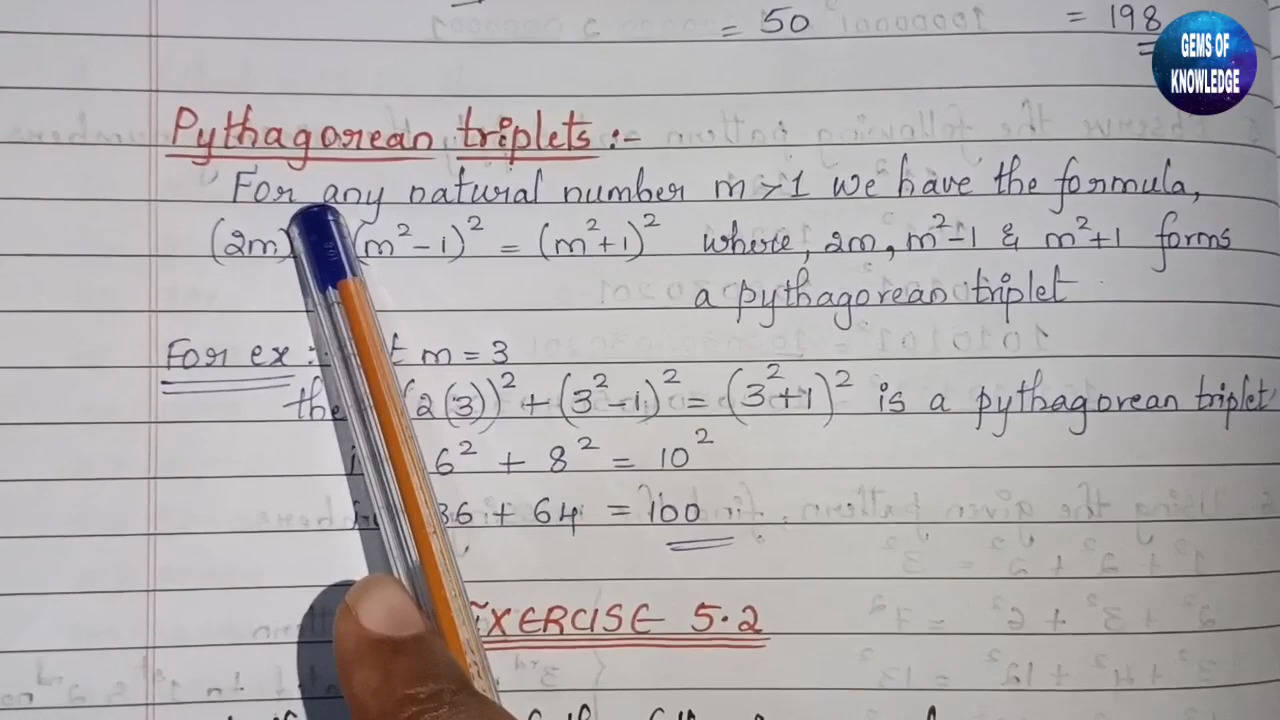 = 50 = 198
GEMS OF
KNOWLEDGE
Pythagorean triplets :-
For any natural number m > 1 we have the formula,
(2m) (m²-1)² = (m²+1)² where, 2m, m²-1 & m²+1 forms
a pythagorean triplet
For ex :- m = 3
(2(3))² + (3²-1)² = (3²+1)² is a pythagorean triplet
6² + 8² = 10²
36 + 64 = 100
EXERCISE 5.2